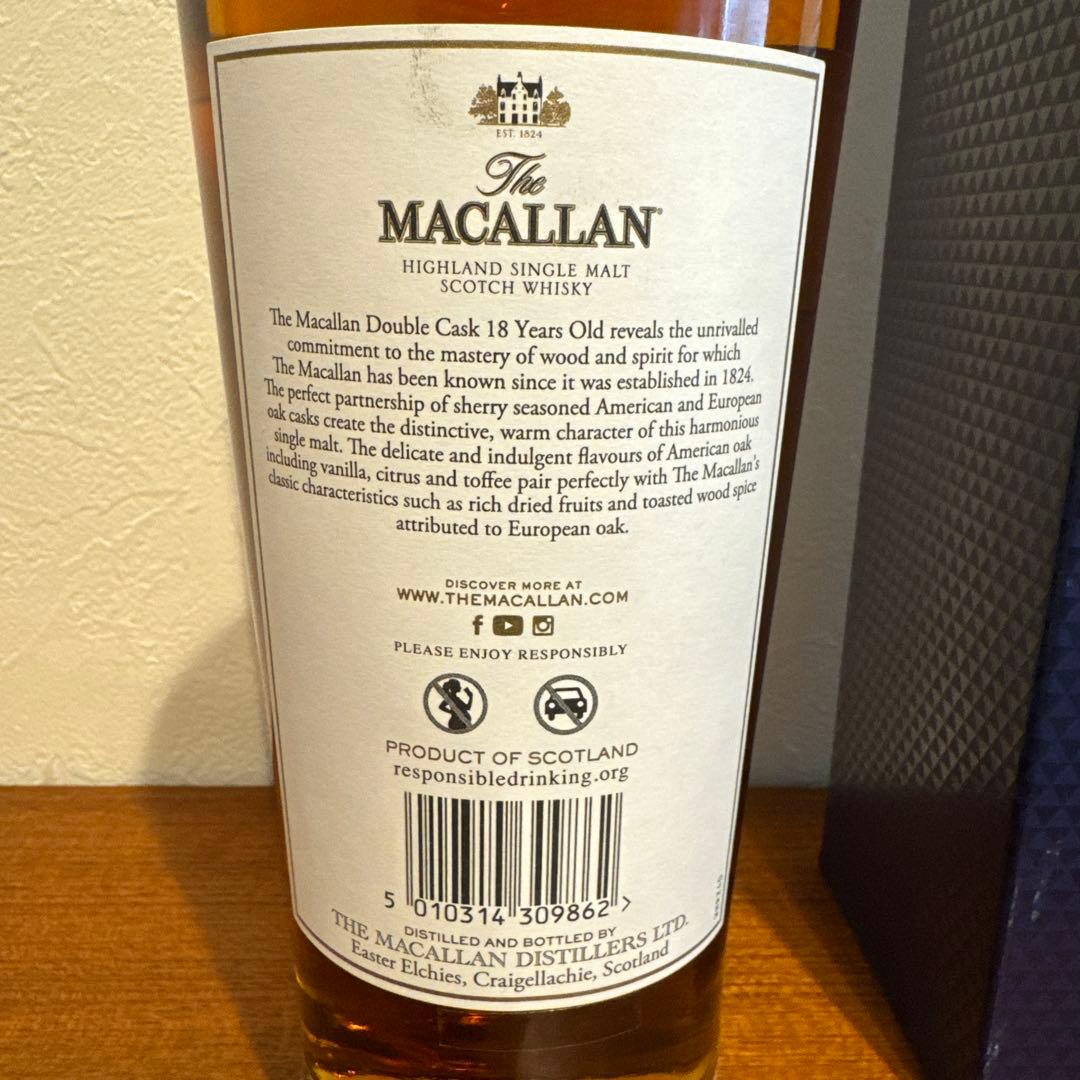 EST. 1824
The
MACALLAN
HIGHLAND SINGLE MALT
SCOTCH WHISKY
The Macallan Double Cask 18 Years Old reveals the unrivalled
commitment to the mastery of wood and spirit for which
The Macallan has been known since it was established in 1824.
The perfect partnership of sherry seasoned American and European
oak casks create the distinctive, warm character of this harmonious
single malt. The delicate and indulgent flavours of American oak
including vanilla, citrus and toffee pair perfectly with The Macallan's
classic characteristics such as rich dried fruits and toasted wood spice
attributed to European oak.
DISCOVER MORE AT
WWW.THEMACALLAN.COM
PLEASE ENJOY RESPONSIBLY
PRODUCT OF SCOTLAND
responsibledrinking.org
5 010314 309862 >
DISTILLED AND BOTTLED BY
THE MACALLAN DISTILLERS LTD.
Easter Elchies, Craigellachie, Scotland